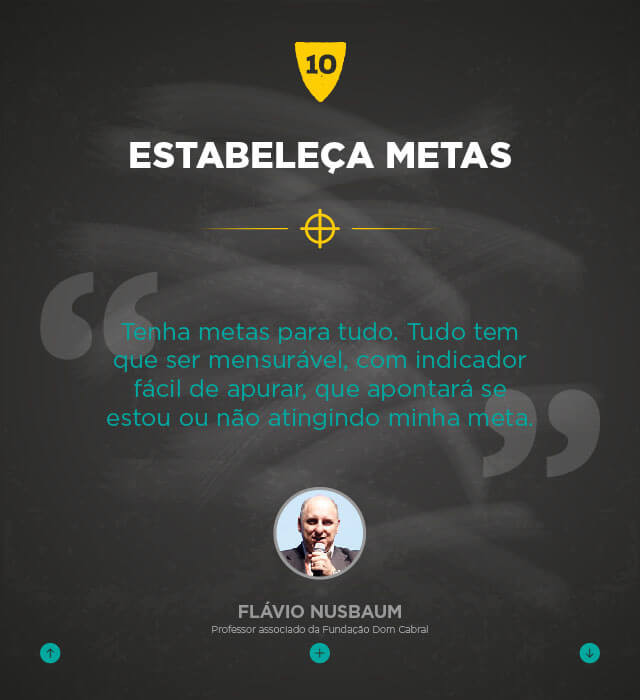 10
ESTABELEÇA METAS
“
Tenha metas para tudo. Tudo tem
que ser mensurável, com indicador
fácil de apurar, que apontará se
estou ou não atingindo minha meta.
”
FLÁVIO NUSBAUM
Professor associado da Fundação Dom Cabral